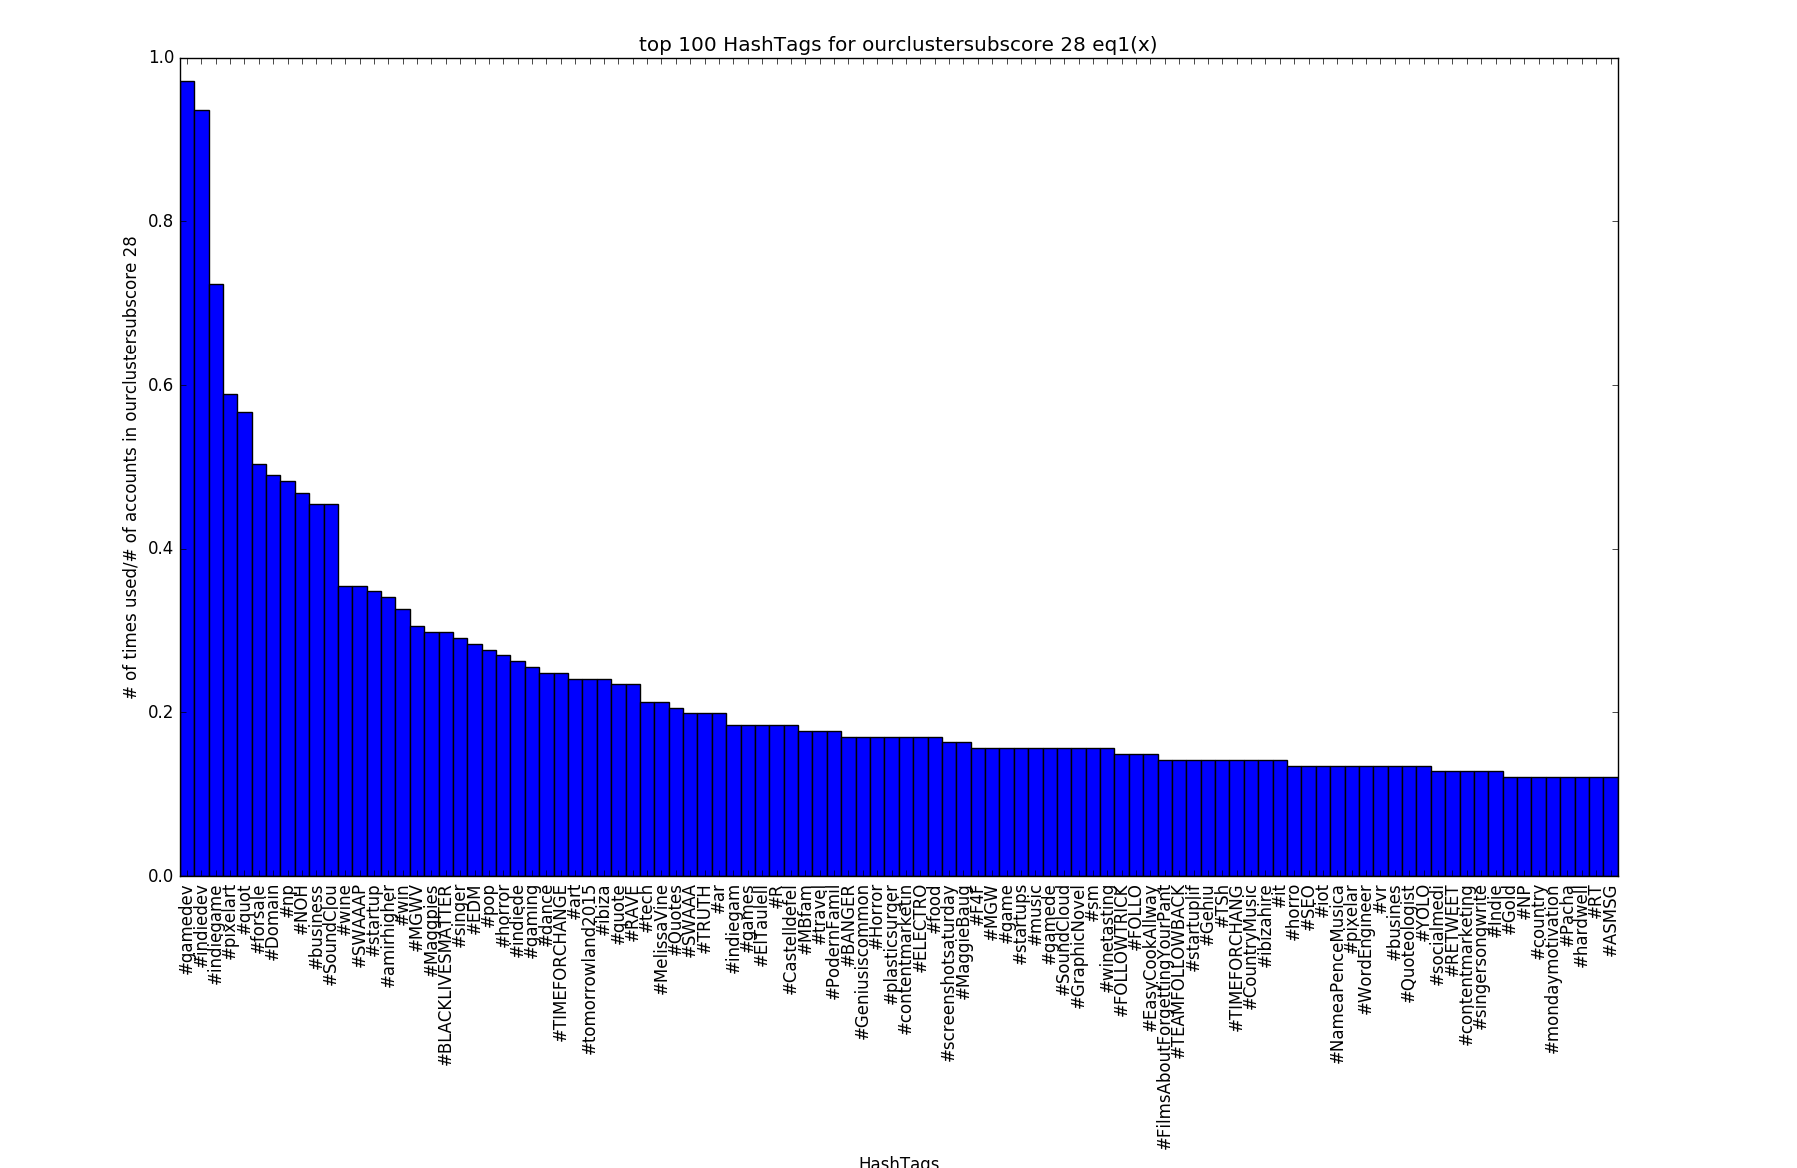 top 100 HashTags for ourclustersubscore 28 eq1(x)
# of times used/# of accounts in ourclustersubscore 28
1.0
0.8
0.6
0.4
0.2
0.0
#gamedev
#indiedev
#indiegame
#pixelart
#quot
#forsale
#Domain
#np
#NOH
#business
#SoundClou
#wine
#SWAAAP
#startup
#amirhigher
#win
#MGWV
#Magpies
#BLACKLIVESMATTER
#singer
#EDM
#pop
#horror
#indiede
#gaming
#dane
#TIMEFORCHANGE
#art
#tomorrowland2015
#ibiza
#quote
#RAVE
#tech
#MelissaVine
#Quotes
#SWAAA
#TRUTH
#ar
#indiegam
#games
#ElTaulell
#R
#Castelldefel
#MBfam
#travel
#PodernFamil
#BANGER
#Geniusiscommon
#Horror
#plasticsurger
#contentmarketin
#ELECTRO
#food
#screenshotsaturday
#MaggieBaug
#F4F
#MGW
#game
#startups
#music
#gamede
#SoundCloud
#GraphicNovel
#sm
#winetasting
#FOLLOWTRICK
#FOLLO
#EasyCookAllway
#FilmsAboutForgettingYourPant
#TEAMFOLLOWBACK
#startuplif
#Geniu
#TSh
#TIMEFORCHANG
#CountryMusic
#ibizahire
#it
#horro
#SEO
#iot
#NameaPenceMusica
#pixelar
#WordEngineer
#vr
#busines
#Quoteologist
#YOLO
#socialmedi
#RETWEET
#contentmarketing
#singersongwrite
#Indie
#Gold
#NP
#country
#mondaymotivation
#Pacha
#hardwell
#RT
#ASMSG
HashTags